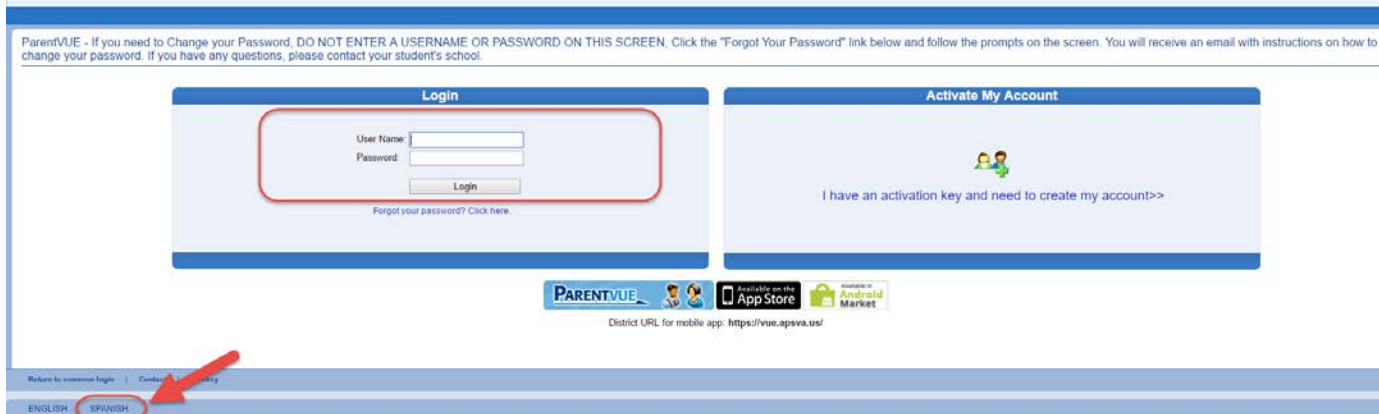 ParentVUE - If you need to Change your Password, DO NOT ENTER A USERNAME OR PASSWORD ON THIS SCREEN, Click the "Forgot Your Password" link below and follow the prompts on the screen. You will receive an email with instructions on how to
change your password. If you have any questions, please contact your student's school.
Login
User Name:
Password:
Login
Forgot your password? Click here.
Activate My Account
I have an activation key and need to create my account>>
PARENTVUE
Available on the
App Store
Available in
Android
Market
District URL for mobile app: https://vue.apsva.us/
Return to common login |
ENGLISH SPANISH